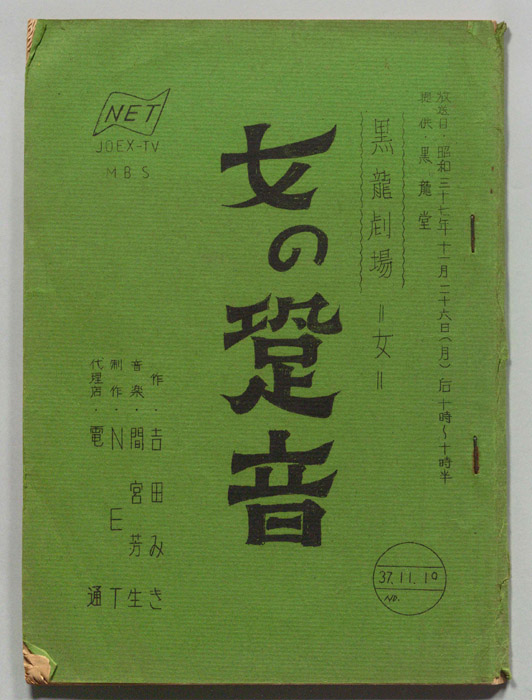 放送日・昭和三十七年十一月二十六日(月)后十時～十時半
提供・黒龍堂
黒龍劇場＝女＝
女の跫音
NET
JOEX-TV
MBS
作・吉田みき
音楽・間宮芳生
制作・NET
代理店・電通
37.11.10
NO.